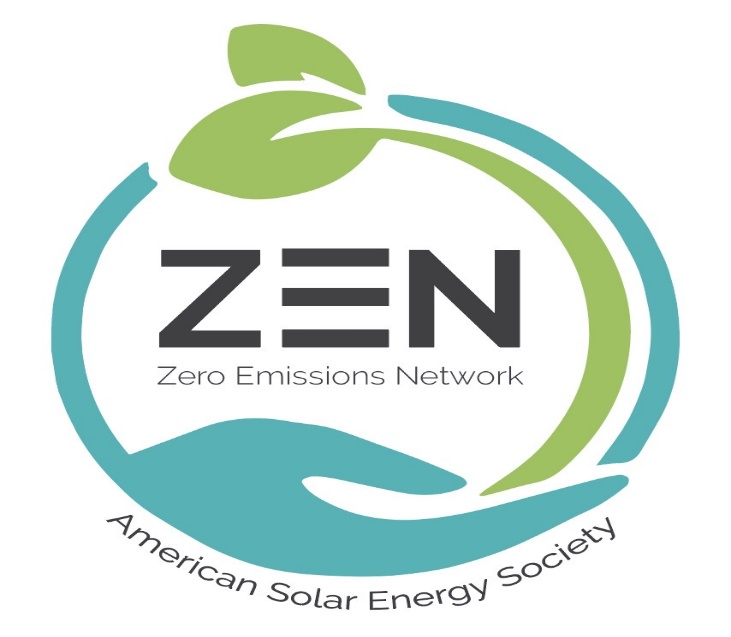 ZEN
Zero Emissions Network
American Solar Energy Society